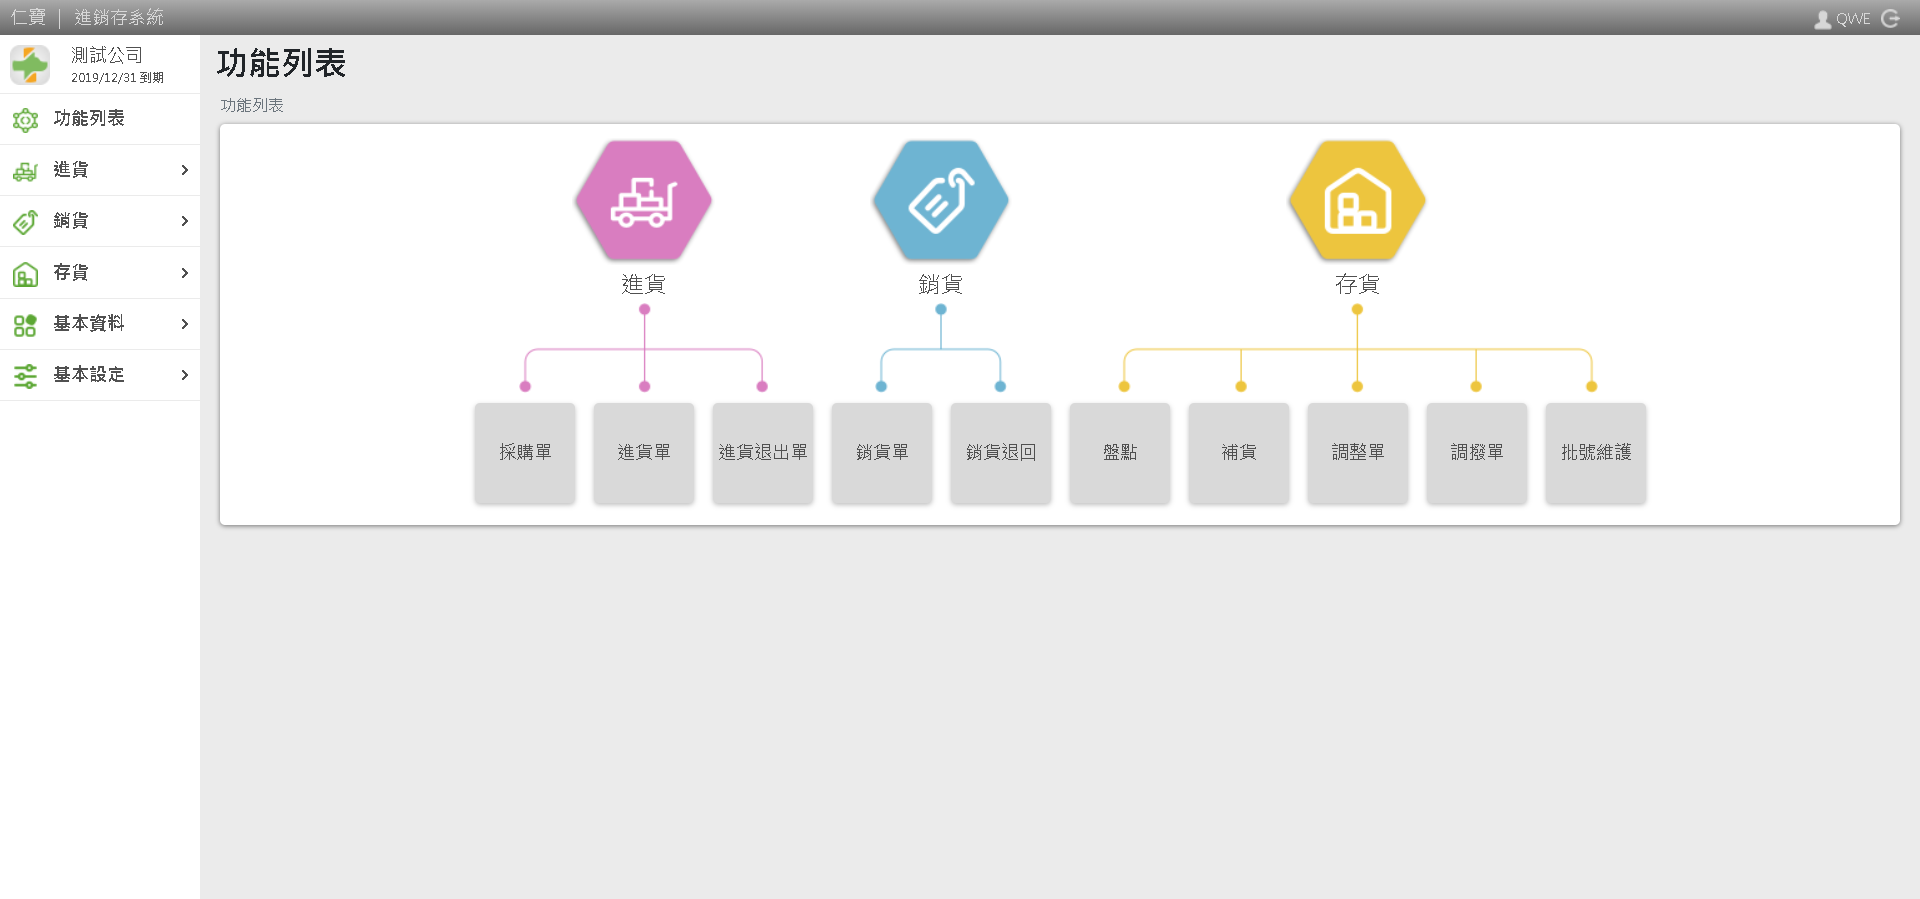 仁寶 | 進銷存系統
QWE
測試公司
2019/12/31 到期
功能列表
進貨
銷貨
存貨
基本資料
基本設定
功能列表
功能列表
進貨
銷貨
存貨
採購單
進貨單
進貨退出單
銷貨單
銷貨退回
盤點
補貨
調整單
調撥單
批號維護